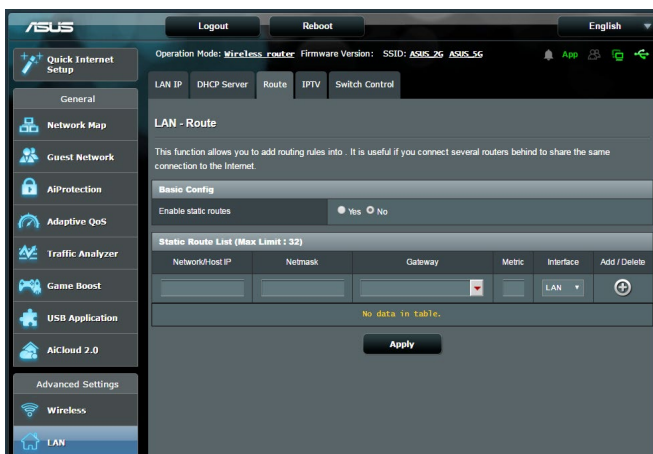 ASUS
Logout
Reboot
English
Quick Internet
Setup
Operation Mode: Wireless router Firmware Version: SSID: ASUS_2G ASUS_5G
App
LAN IP DHCP Server Route IPTV Switch Control
General
Network Map
Guest Network
AiProtection
Adaptive QoS
Traffic Analyzer
Game Boost
USB Application
AiCloud 2.0
Advanced Settings
Wireless
LAN
LAN - Route
This function allows you to add routing rules into . It is useful if you connect several routers behind to share the same
connection to the Internet.
Basic Config
Enable static routes Yes No
Static Route List (Max Limit : 32)
Network/Host IP Netmask Gateway Metric Interface Add / Delete
LAN
No data in table.
Apply